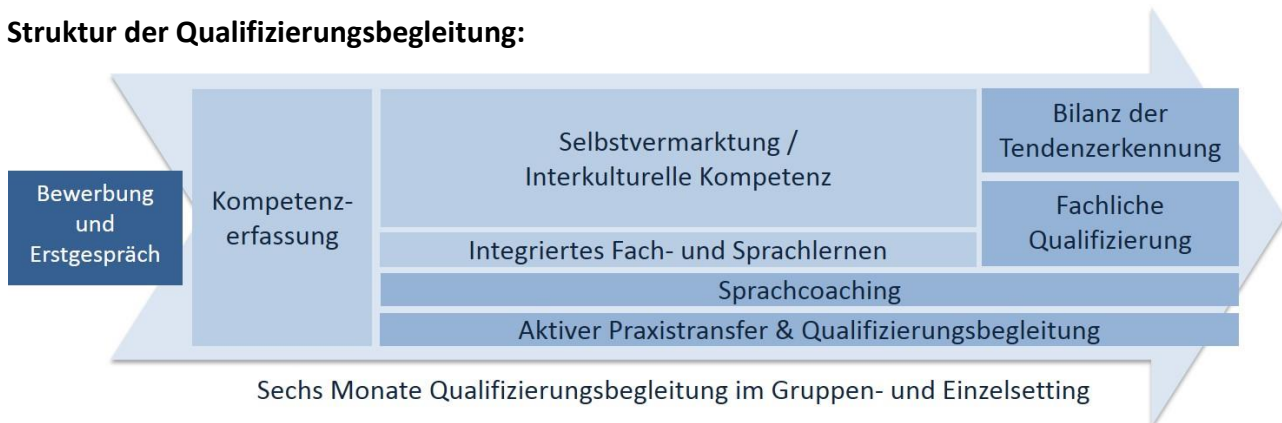 Struktur der Qualifizierungsbegleitung:
Bewerbung
und
Erstgespräch
Kompetenz-
erfassung
Selbstvermarktung /
Interkulturelle Kompetenz
Integriertes Fach- und Sprachlernen
Bilanz der
Tendenzerkennung
Fachliche
Qualifizierung
Sprachcoaching
Aktiver Praxistransfer & Qualifizierungsbegleitung
Sechs Monate Qualifizierungsbegleitung im Gruppen- und Einzelsetting